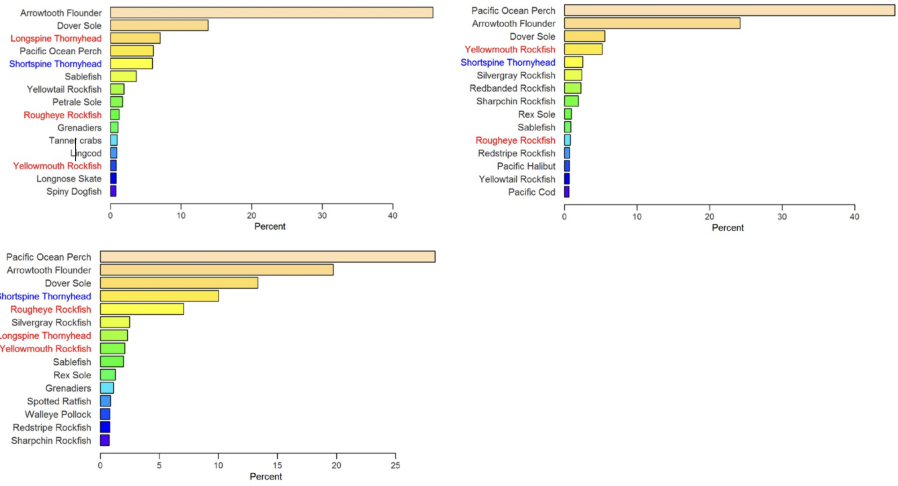 Arrowtooth Flounder
Dover Sole
Longspine Thornyhead
Pacific Ocean Perch
Shortspine Thornyhead
Sablefish
Yellowtail Rockfish
Petrale Sole
Rougheye Rockfish
Grenadiers
Tanner crabs
Lingcod
Yellowmouth Rockfish
Longnose Skate
Spiny Dogfish
0 10 20 30 40
Percent
Pacific Ocean Perch
Arrowtooth Flounder
Dover Sole
Yellowmouth Rockfish
Shortspine Thornyhead
Silvergray Rockfish
Redbanded Rockfish
Sharpchin Rockfish
Rex Sole
Sablefish
Rougheye Rockfish
Redstripe Rockfish
Pacific Halibut
Yellowtail Rockfish
Pacific Cod
0 10 20 30 40
Percent
Pacific Ocean Perch
Arrowtooth Flounder
Dover Sole
Shortspine Thornyhead
Rougheye Rockfish
Silvergray Rockfish
Longspine Thornyhead
Yellowmouth Rockfish
Sablefish
Rex Sole
Grenadiers
Spotted Ratfish
Walleye Pollock
Redstripe Rockfish
Sharpchin Rockfish
0 5 10 15 20 25
Percent